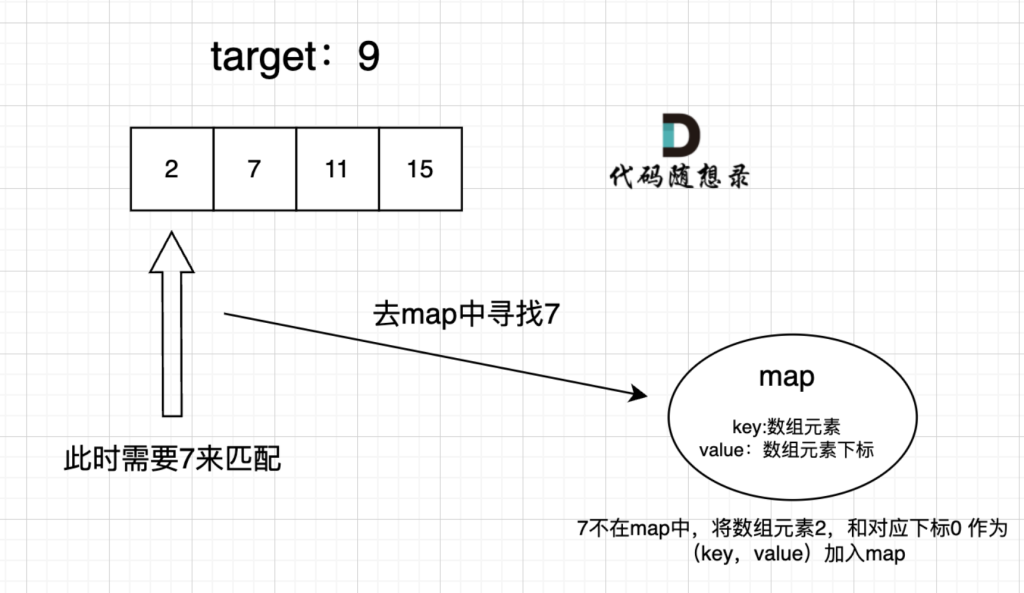 target：9
2 7 11 15
代码随想录
去map中寻找7
map
key:数组元素
value：数组元素下标
此时需要7来匹配
7不在map中，将数组元素2，和对应下标0 作为
（key，value）加入map